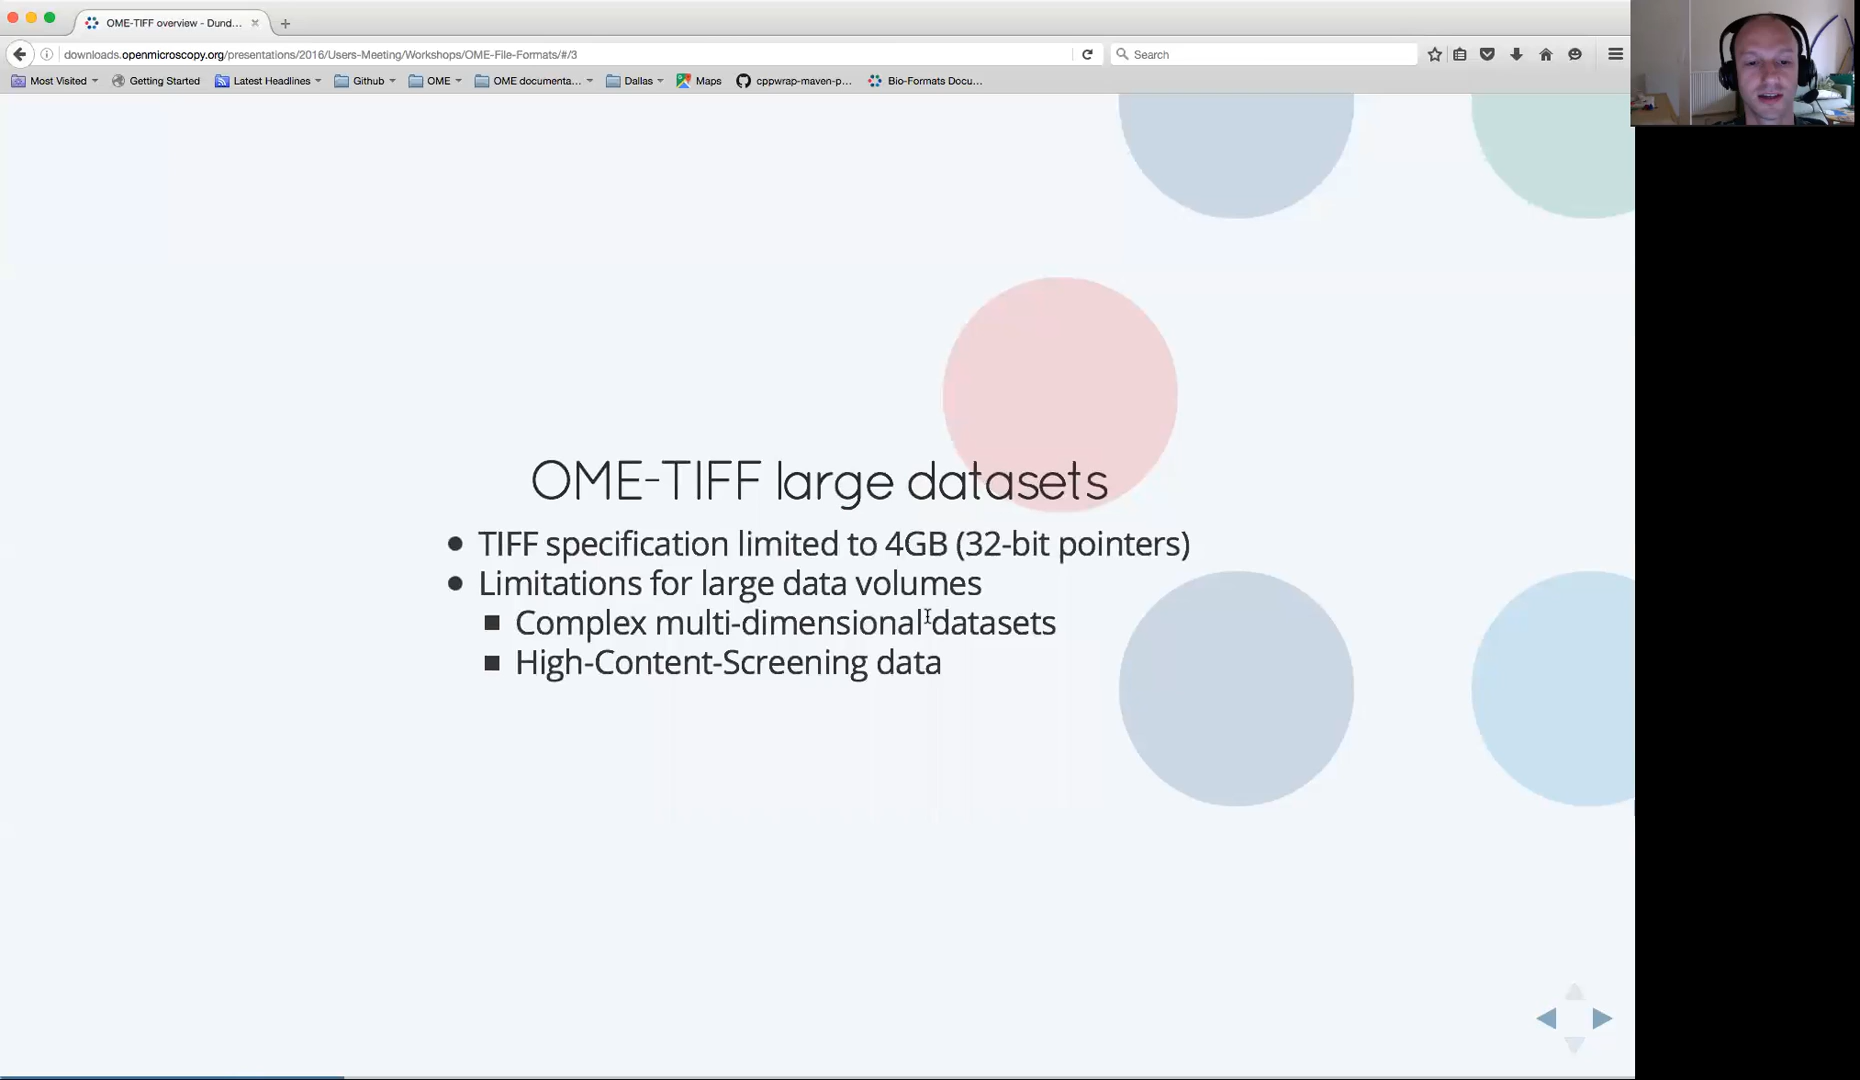 OME-TIFF overview - Dund...
downloads.openmicroscopy.org/presentations/2016/Users-Meeting/Workshops/OME-File-Formats/#/3
Search
Most Visited
Getting Started
Latest Headlines
Github
OME
OME documenta...
Dallas
Maps
cppwrap-maven-p...
Bio-Formats Docu...
OME-TIFF large datasets
TIFF specification limited to 4GB (32-bit pointers)
Limitations for large data volumes
Complex multi-dimensional datasets
High-Content-Screening data